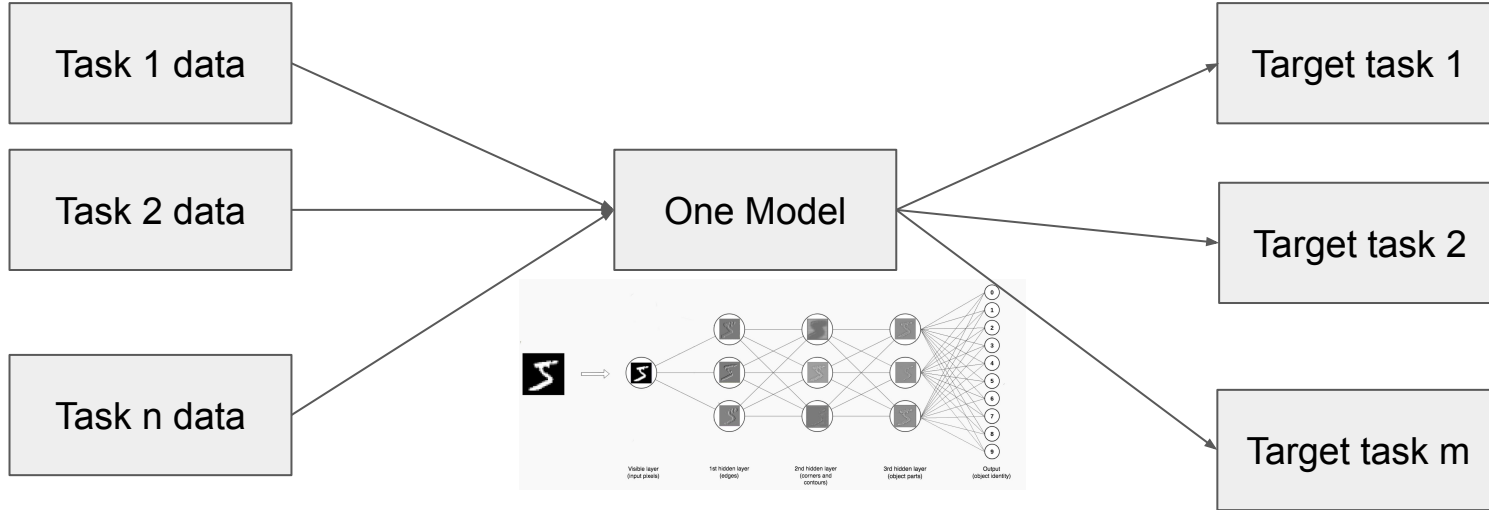 Task 1 data
Task 2 data
Task n data
One Model
Target task 1
Target task 2
Target task m
0
1
2
3
4
5
6
7
8
9
Visible layer
(input pixels)
1st hidden layer
(edges)
2nd hidden layer
(corners and
contours)
3rd hidden layer
(object parts)
Output
(object identity)